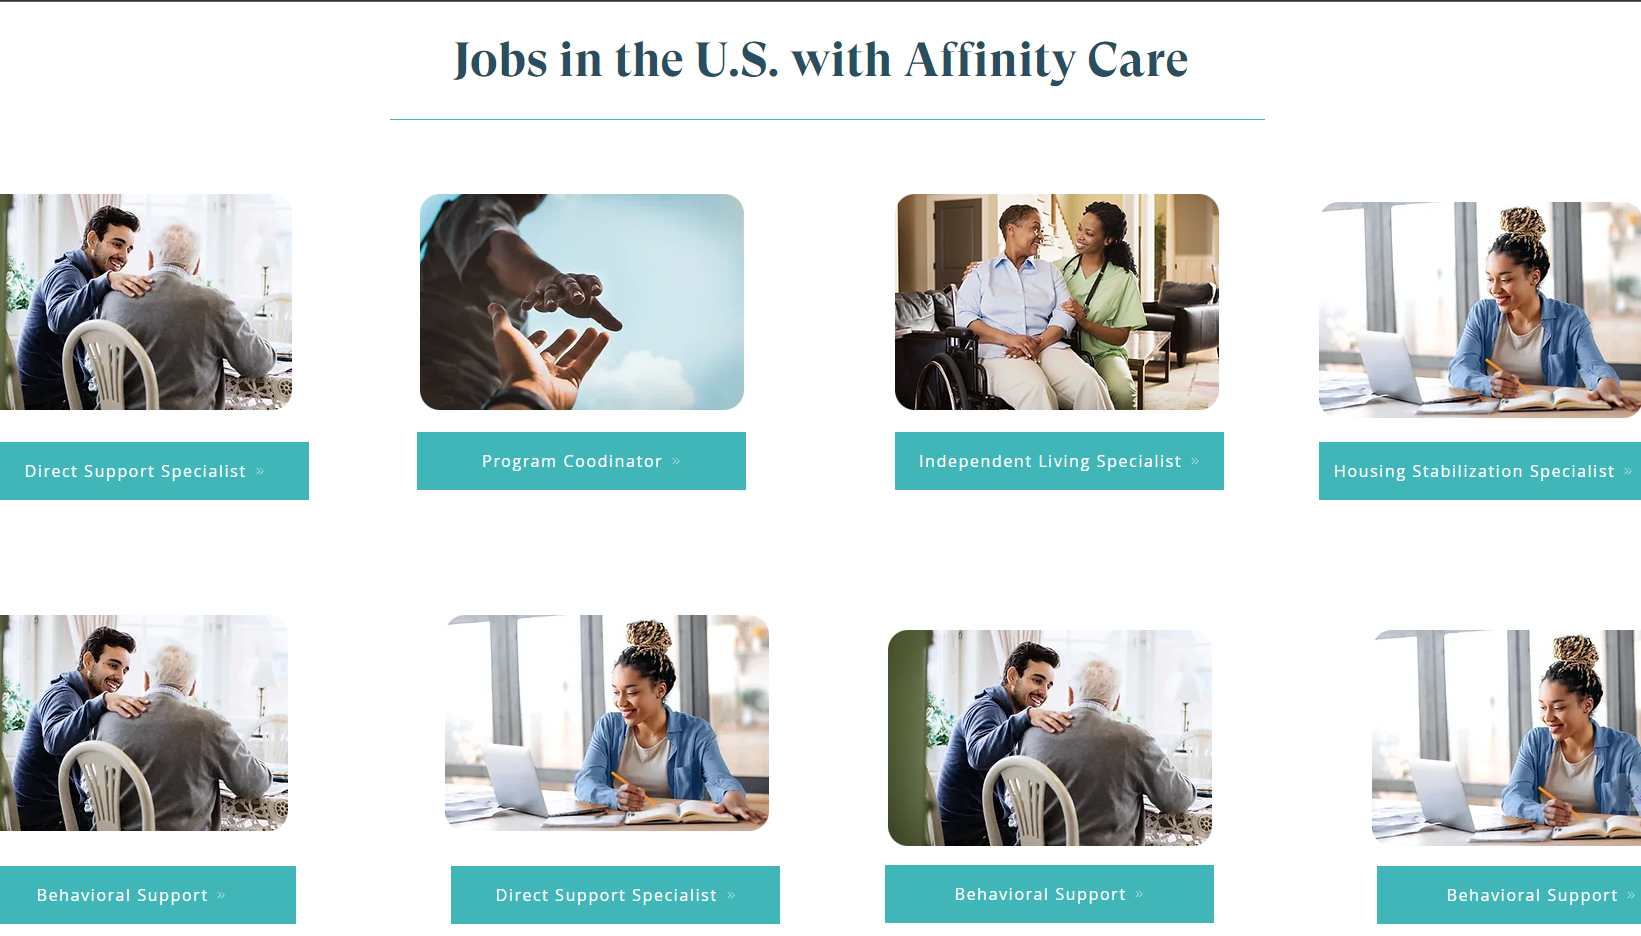 Jobs in the U.S. with Affinity Care
Direct Support Specialist »
Program Coodinator »
Independent Living Specialist »
Housing Stabilization Specialist »
Behavioral Support »
Direct Support Specialist »
Behavioral Support »
Behavioral Support »